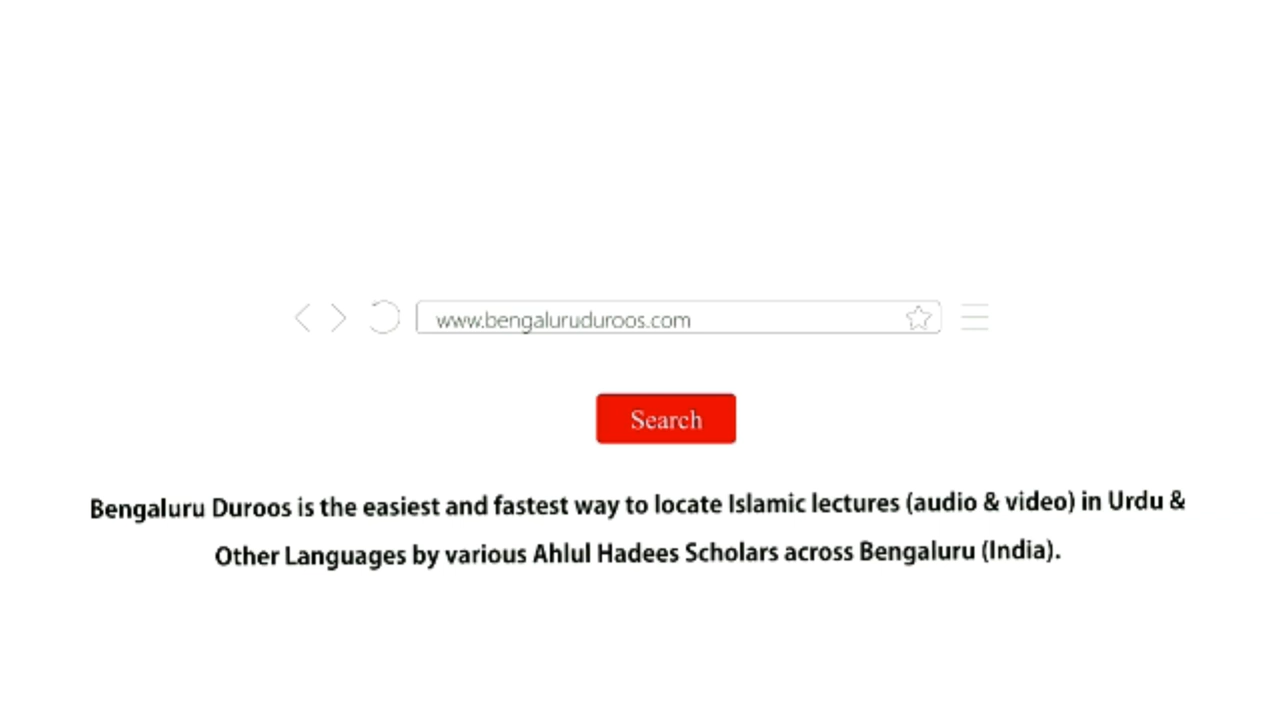 www.bengaluruduroos.com
Search
Bengaluru Duroos is the easiest and fastest way to locate Islamic lectures (audio & video) in Urdu &
Other Languages by various Ahlul Hadees Scholars across Bengaluru (India).